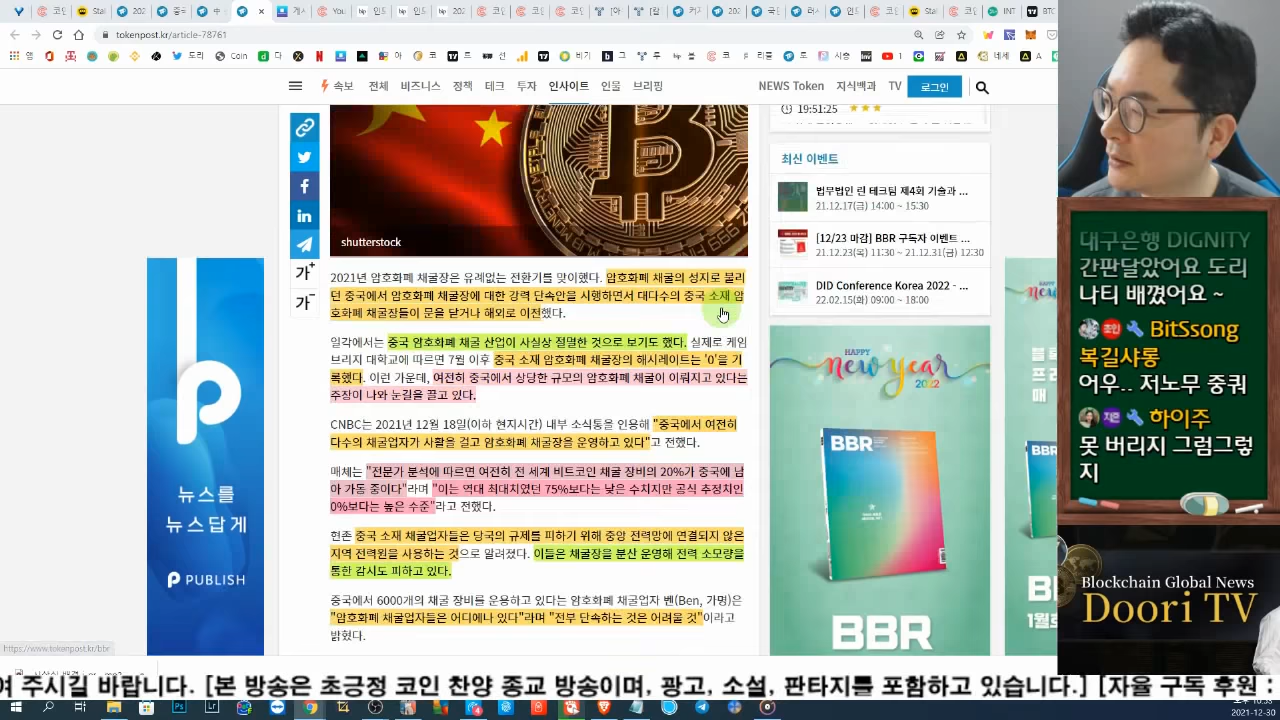 tokenpost.kr/article-78761
속보
전체
비즈니스
정책
테크
투자
인사이트
인물
브리핑
NEWS Token
지식백과
TV
로그인
shutterstock
가+
가-
2021년 암호화폐 채굴장은 유례없는 전환기를 맞이했다. 암호화폐 채굴의 성지로 불리
던 중국에서 암호화폐 채굴장에 대한 강력 단속안을 시행하면서 대다수의 중국 소재 암
호화폐 채굴장들이 문을 닫거나 해외로 이전했다.
일각에서는 중국 암호화폐 채굴 산업이 사실상 절멸한 것으로 보기도 했다. 실제로 케임
브리지 대학교에 따르면 7월 이후 중국 소재 암호화폐 채굴장의 해시레이트는 '0'을 기
록했다. 이런 가운데, 여전히 중국에서 상당한 규모의 암호화폐 채굴이 이뤄지고 있다는
주장이 나와 눈길을 끌고 있다.
CNBC는 2021년 12월 18일(이하 현지시간) 내부 소식통을 인용해 "중국에서 여전히
다수의 채굴업자가 사활을 걸고 암호화폐 채굴장을 운영하고 있다"고 전했다.
매체는 "전문가 분석에 따르면 여전히 전 세계 비트코인 채굴 장비의 20%가 중국에 남
아 가동 중이다"라며 "이는 역대 최대치였던 75%보다는 낮은 수치지만 공식 추정치인
0%보다는 높은 수준"라고 전했다.
현존 중국 소재 채굴업자들은 당국의 규제를 피하기 위해 중앙 전력망에 연결되지 않은
지역 전력원을 사용하는 것으로 알려졌다. 이들은 채굴장을 분산 운영해 전력 소모량을
통한 감시도 피하고 있다.
중국에서 6000개의 채굴 장비를 운용하고 있다는 암호화폐 채굴업자 벤(Ben, 가명)은
"암호화폐 채굴업자들은 어디에나 있다"라며 "전부 단속하는 것은 어려울 것"이라고
밝혔다.
19:51:25
최신 이벤트
법무법인 린 테크팀 제4회 기술과 ...
21.12.17(금) 14:00 ~ 15:30
[12/23 마감] BBR 구독자 이벤트 ...
21.12.23(목) 11:30 ~ 21.12.31(금) 12:30
DID Conference Korea 2022 - ...
22.02.15(화) 09:00 ~ 18:00
HAPPY
new year
2022
BBR
BBR
뉴스를
뉴스답게
PUBLISH
https://www.tokenpost.kr/bbr
대구은행 DIGNITY
간판달았어요 도리
나티 배꼈어요 ~
BitSsong
복길샤롱
어우.. 저노무 중쿼
하이주
못 버리지 그럼그렇
지
Blockchain Global News
Doori TV
여 주시길 바랍니다. [본 방송은 초긍정 코인 찬양 종교 방송이며, 광고, 소설, 판타지를 포함하고 있습니다.] [자율 구독 후원 :
2021-12-30